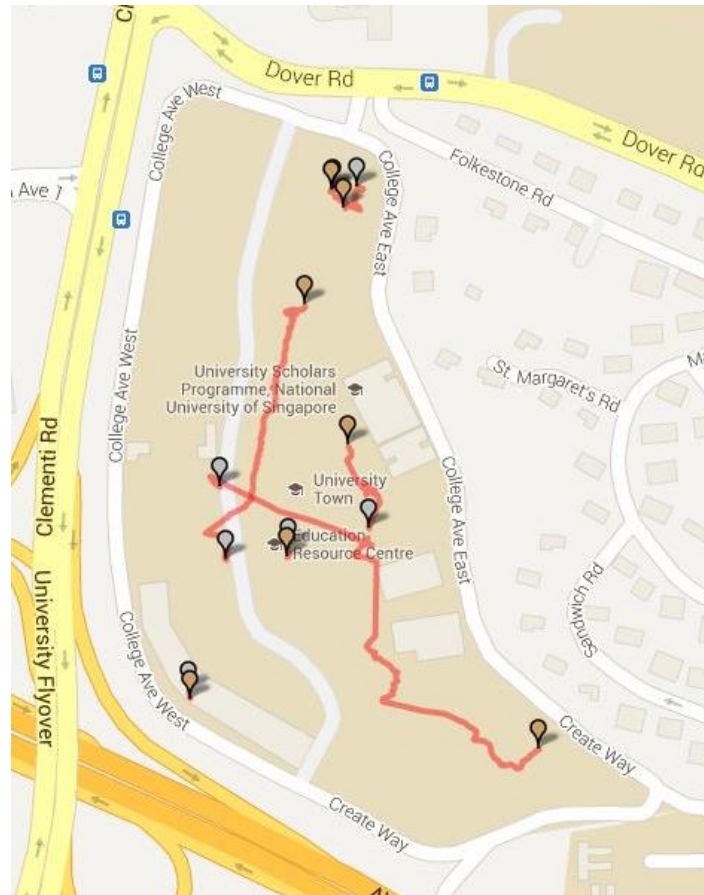 Dover Rd
Dover Rd
College Ave West
Folkestone Rd
Ave 1
College Ave East
College Ave West
St. Margaret's Rd
University Scholars
Programme, National
University of Singapore
Clementi Rd
University
Town
Education
Resource Centre
College Ave East
Sandwich Rd
University Flyover
College Ave West
Create Way
Create Way